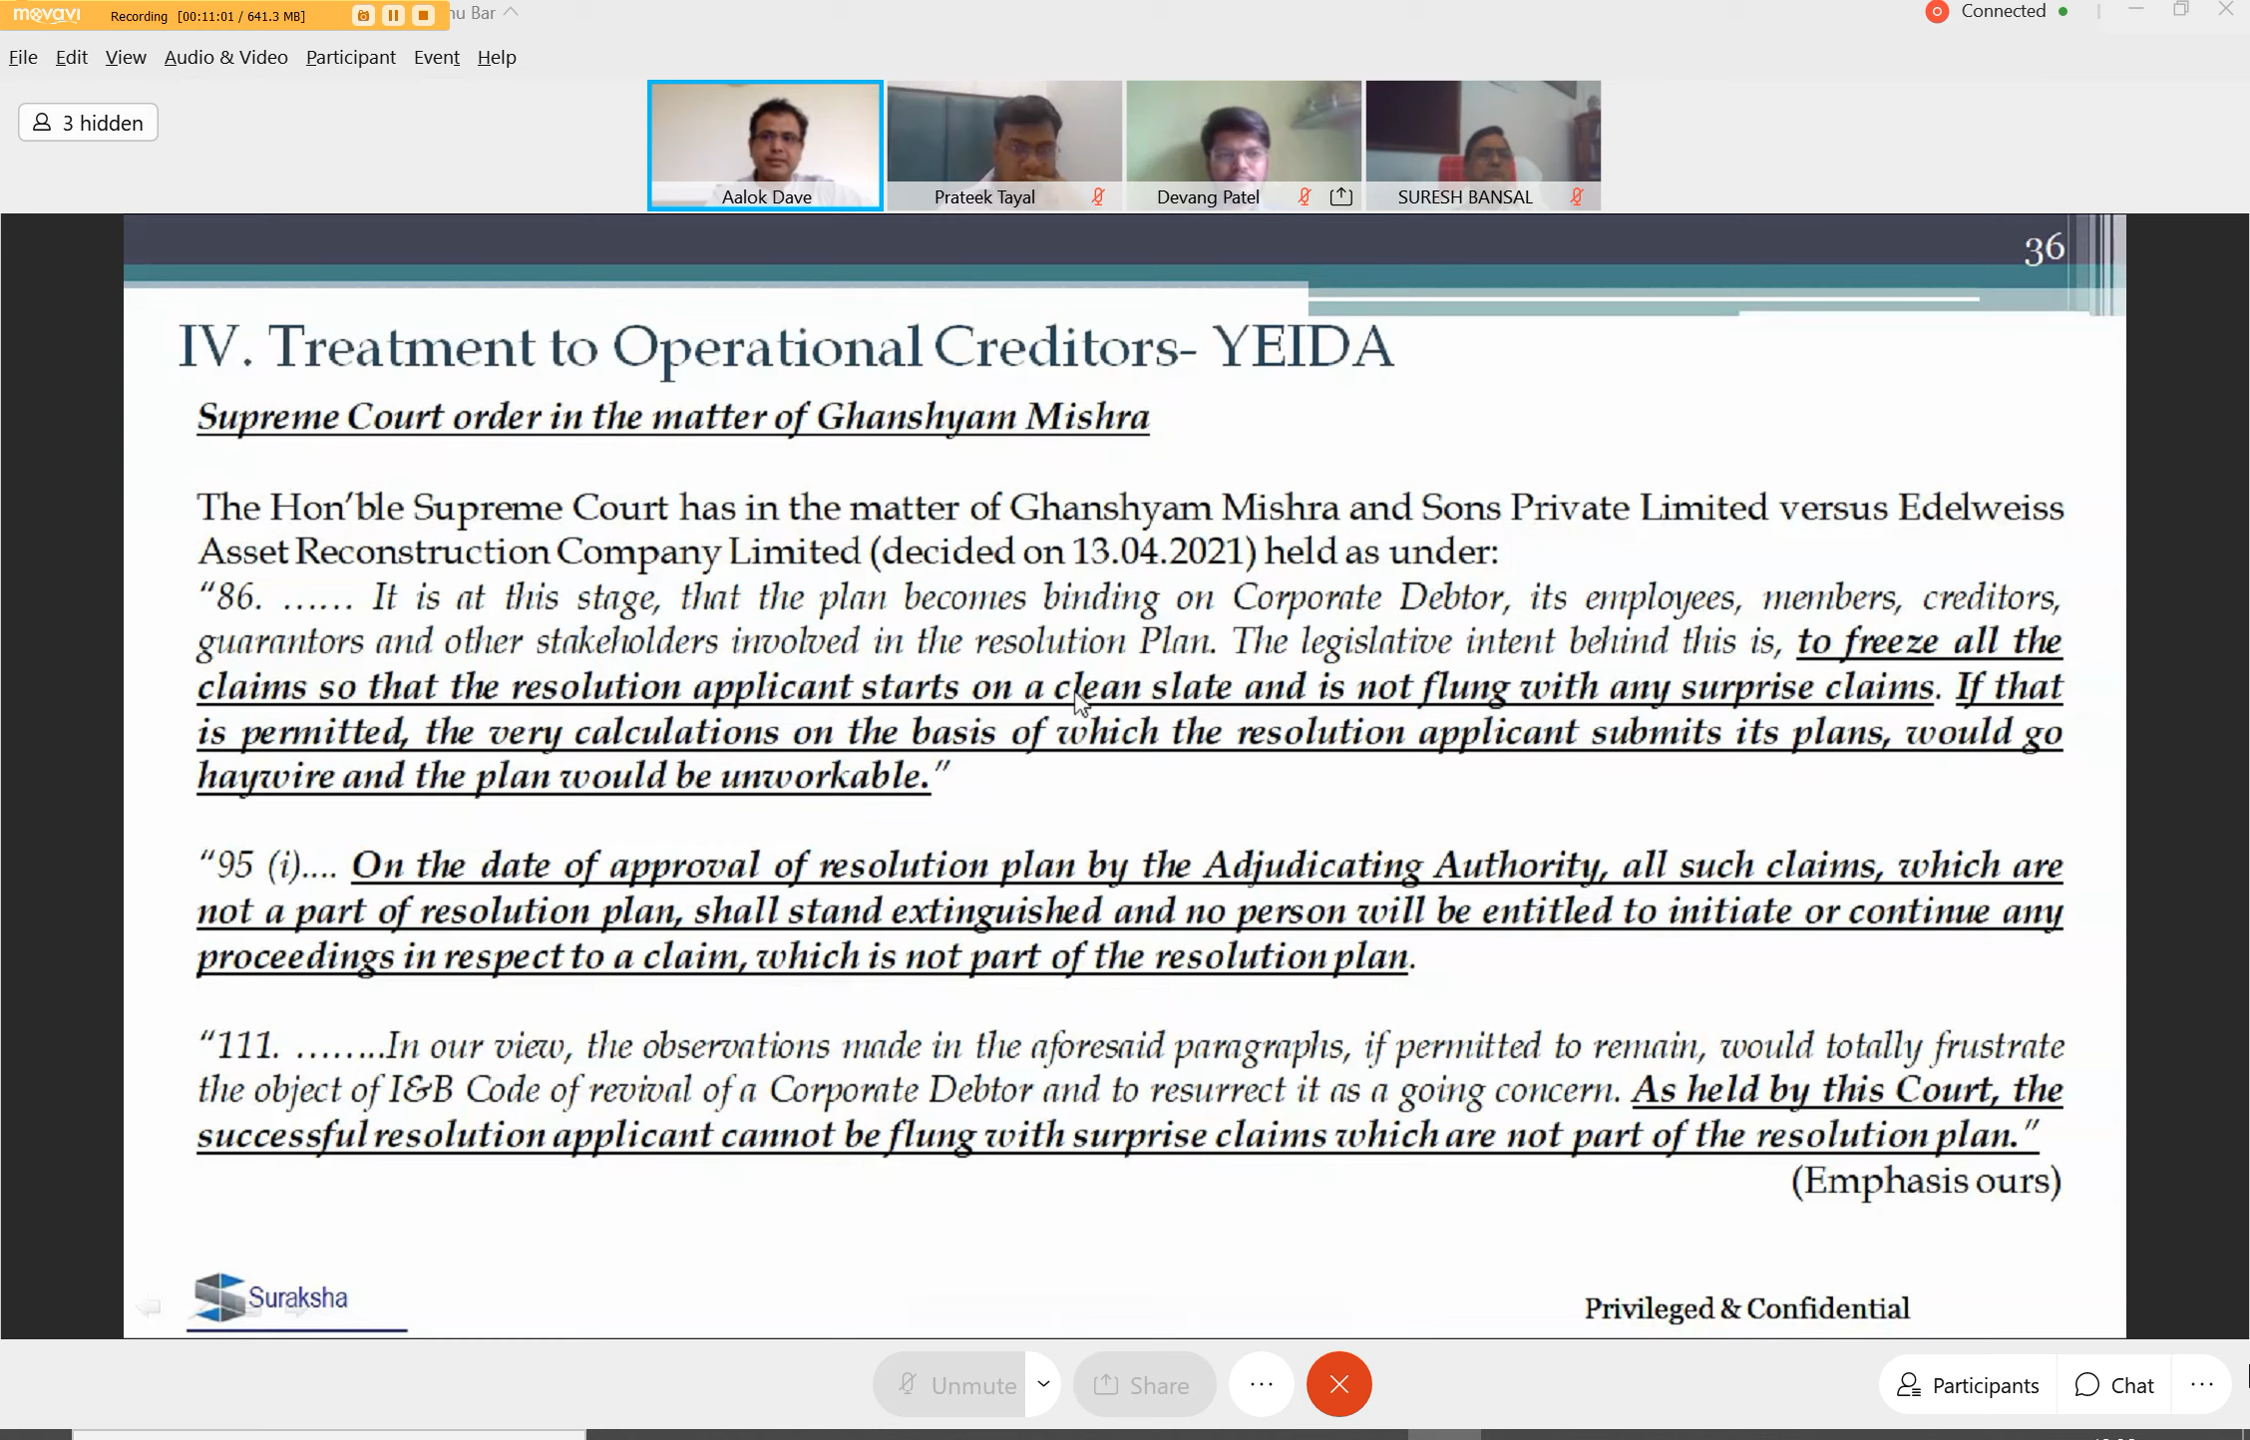 movavi
Recording [00:11:01 / 641.3 MB]
nu Bar
Connected
File Edit View Audio & Video Participant Event Help
3 hidden
Aalok Dave
Prateek Tayal
Devang Patel
SURESH BANSAL
36
IV. Treatment to Operational Creditors- YEIDA
Supreme Court order in the matter of Ghanshyam Mishra
The Hon'ble Supreme Court has in the matter of Ghanshyam Mishra and Sons Private Limited versus Edelweiss
Asset Reconstruction Company Limited (decided on 13.04.2021) held as under:
"86. …… It is at this stage, that the plan becomes binding on Corporate Debtor, its employees, members, creditors,
guarantors and other stakeholders involved in the resolution Plan. The legislative intent behind this is, to freeze all the
claims so that the resolution applicant starts on a clean slate and is not flung with any surprise claims. If that
is permitted, the very calculations on the basis of which the resolution applicant submits its plans, would go
haywire and the plan would be unworkable."
"95 (i).... On the date of approval of resolution plan by the Adjudicating Authority, all such claims, which are
not a part of resolution plan, shall stand extinguished and no person will be entitled to initiate or continue any
proceedings in respect to a claim, which is not part of the resolution plan.
"111. ……..In our view, the observations made in the aforesaid paragraphs, if permitted to remain, would totally frustrate
the object of I&B Code of revival of a Corporate Debtor and to resurrect it as a going concern. As held by this Court, the
successful resolution applicant cannot be flung with surprise claims which are not part of the resolution plan."
(Emphasis ours)
Suraksha
Privileged & Confidential
Unmute
Share
Participants
Chat